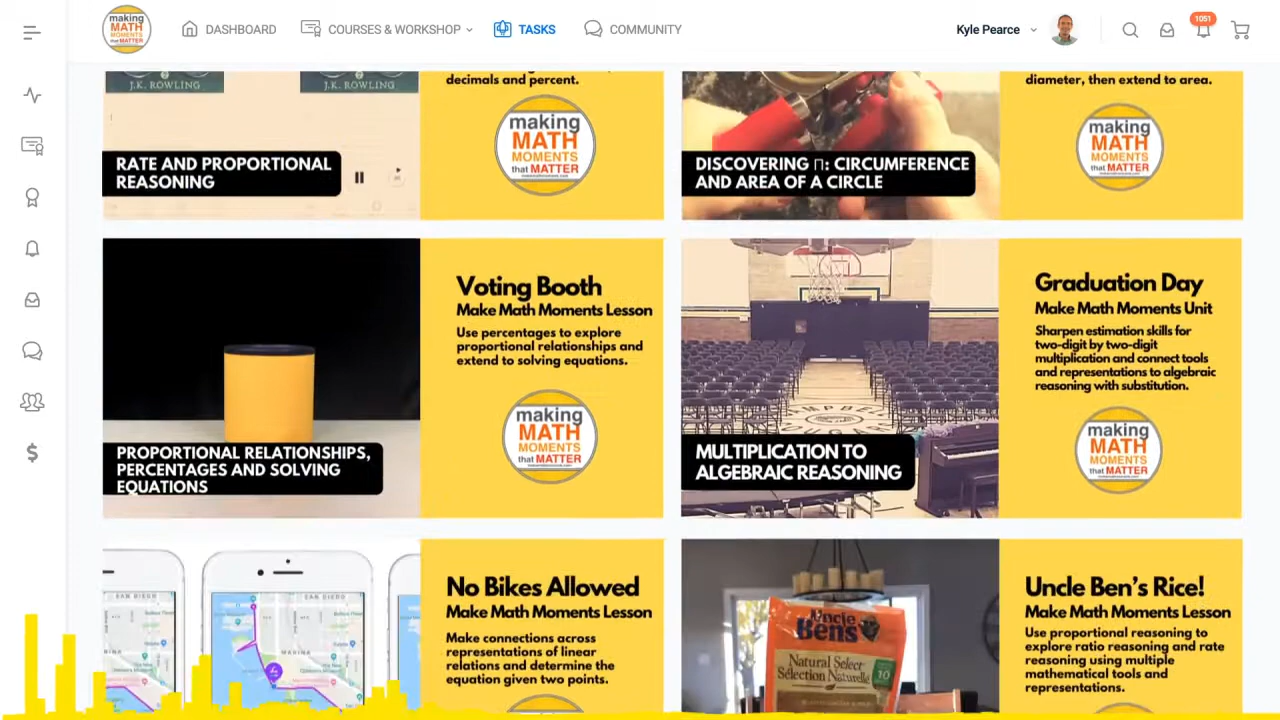 making
MATH
MOMENTS
that MATTER
DASHBOARD
COURSES & WORKSHOP
TASKS
COMMUNITY
Kyle Pearce
1051
J.K. ROWLING
J.K. ROWLING
RATE AND PROPORTIONAL
REASONING
decimals and percent.
making
MATH
MOMENTS
that MATTER
DISCOVERING π: CIRCUMFERENCE
AND AREA OF A CIRCLE
diameter, then extend to area.
making
MATH
MOMENTS
that MATTER
PROPORTIONAL RELATIONSHIPS,
PERCENTAGES AND SOLVING
EQUATIONS
Voting Booth
Make Math Moments Lesson
Use percentages to explore
proportional relationships and
extend to solving equations.
making
MATH
MOMENTS
that MATTER
MULTIPLICATION TO
ALGEBRAIC REASONING
Graduation Day
Make Math Moments Unit
Sharpen estimation skills for
two-digit by two-digit
multiplication and connect tools
and representations to algebraic
reasoning with substitution.
making
MATH
MOMENTS
that MATTER
SAN DIEGO
MARINA
No Bikes Allowed
Make Math Moments Lesson
Make connections across
representations of linear
relations and determine the
equation given two points.
Uncle
Ben's
Natural Select
Sélection Naturelle
10
Uncle Ben's Rice!
Make Math Moments Lesson
Use proportional reasoning to
explore ratio reasoning and rate
reasoning using multiple
mathematical tools and
representations.